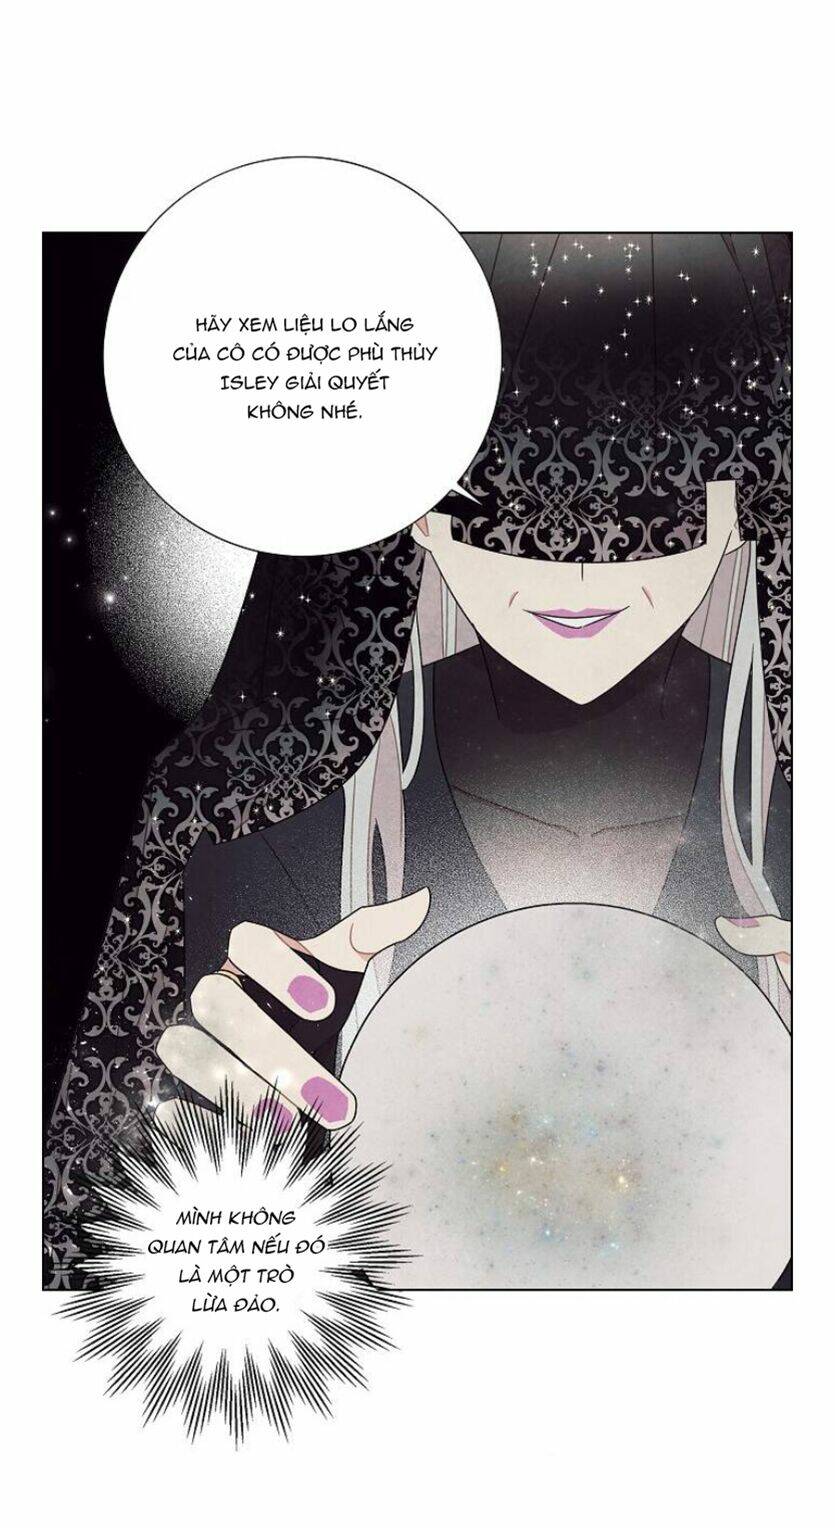 HÃY XEM LIỆU LO LẮNG
CỦA CÔ CÓ ĐƯỢC PHÙ THỦY
ISLEY GIẢI QUYẾT
KHÔNG NHÉ.
MÌNH KHÔNG
QUAN TÂM NẾU ĐÓ
LÀ MỘT TRÒ
LỪA ĐẢO.